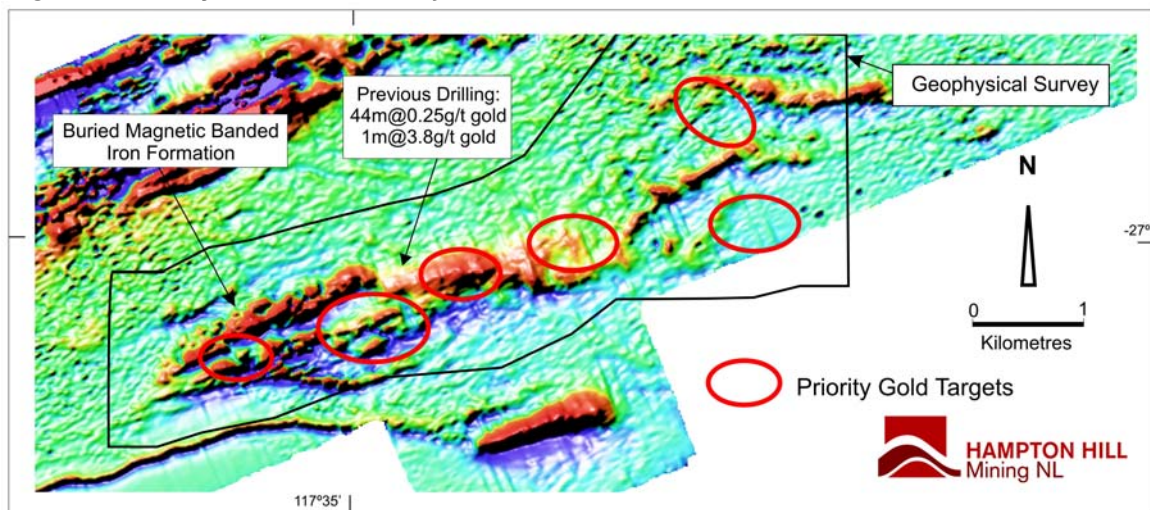 Previous Drilling:
44m@0.25g/t gold
1m@3.8g/t gold
Geophysical Survey
Buried Magnetic Banded
Iron Formation
N
-27º
0 1
Kilometres
Priority Gold Targets
HAMPTON HILL
Mining NL
117º35'